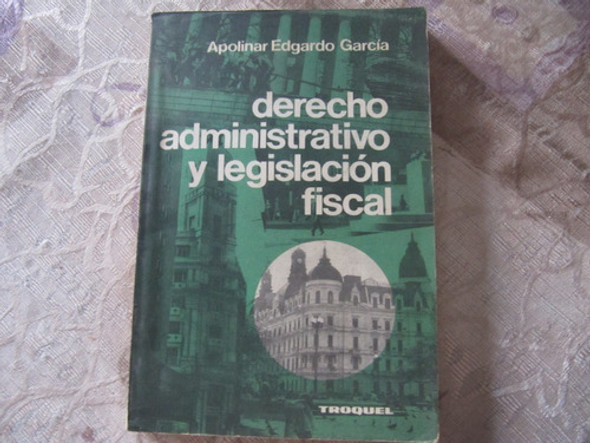 Apolinar Edgardo García
derecho
administrativo
y legislación
fiscal
TROQUEL